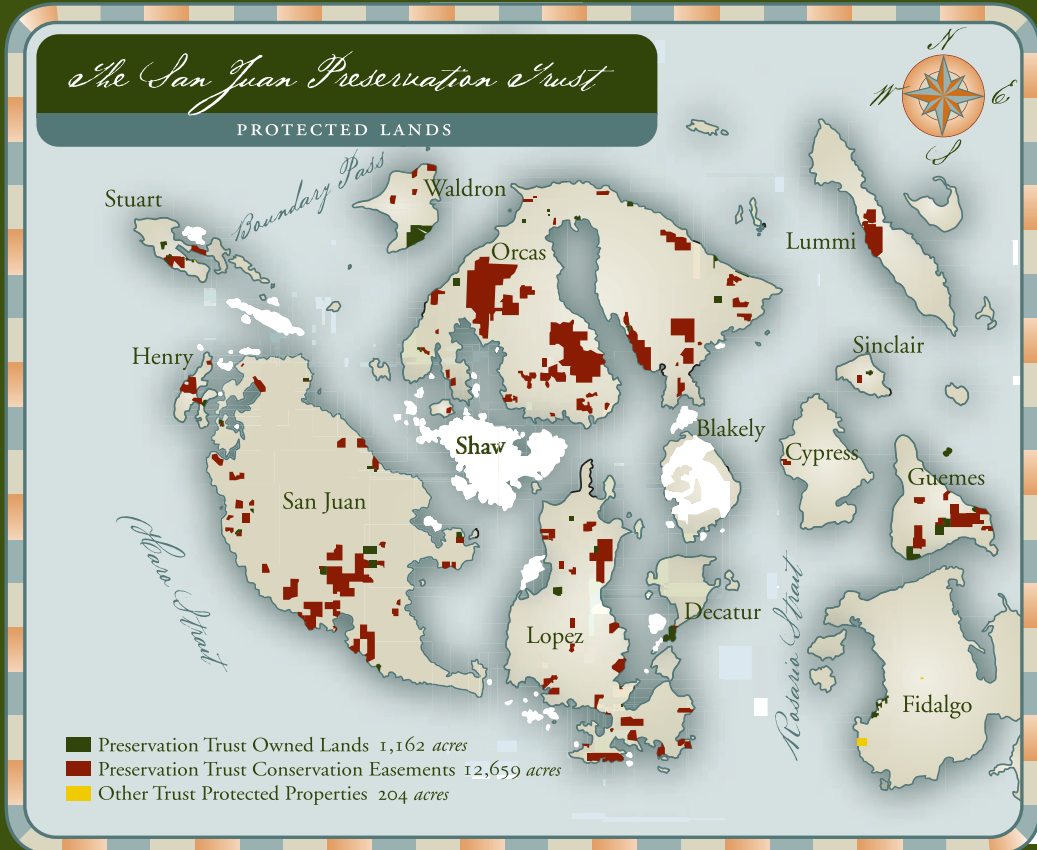 The San Juan Preservation Trust
PROTECTED LANDS
N
W
E
S
Boundary Pass
Stuart
Waldron
Orcas
Lummi
Henry
Sinclair
Shaw
Blakely
Cypress
Guemes
San Juan
Haro Strait
Rosario Strait
Decatur
Lopez
Fidalgo
Preservation Trust Owned Lands 1,162 acres
Preservation Trust Conservation Easements 12,659 acres
Other Trust Protected Properties 204 acres